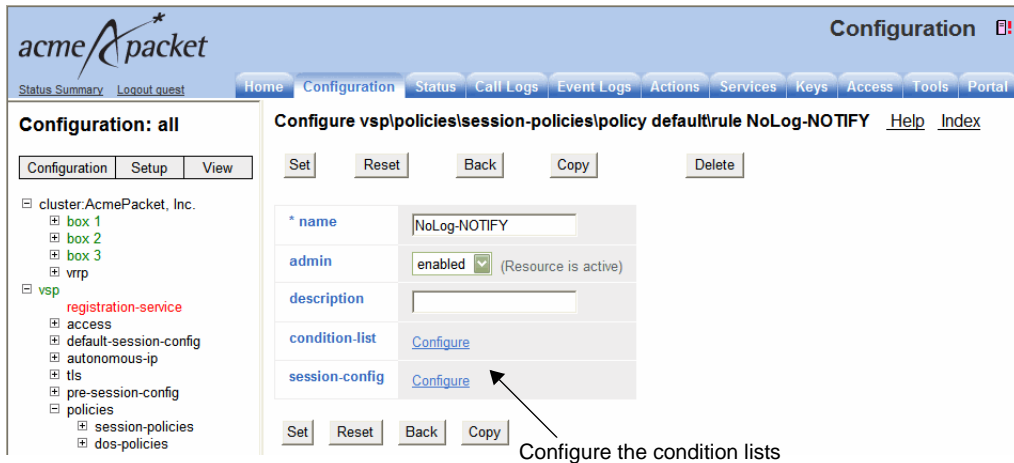 acme packet
Configuration
Status Summary Logout guest
Home Configuration Status Call Logs Event Logs Actions Services Keys Access Tools Portal
Configuration: all
Configure vsp\policies\session-policies\policy default\rule NoLog-NOTIFY Help Index
Configuration Setup View
Set Reset Back Copy Delete
cluster:AcmePacket, Inc.
box 1
box 2
box 3
vrrp
vsp
registration-service
access
default-session-config
autonomous-ip
tls
pre-session-config
policies
session-policies
dos-policies
* name NoLog-NOTIFY
admin enabled (Resource is active)
description
condition-list Configure
session-config Configure
Set Reset Back Copy
Configure the condition lists